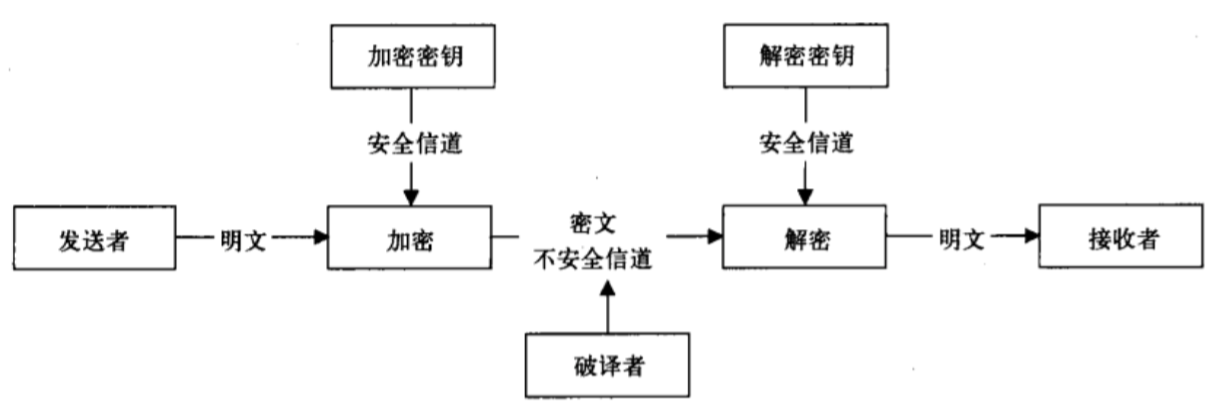 加密密钥
解密密钥
安全信道
安全信道
发送者
明文
加密
密文
不安全信道
解密
明文
接收者
破译者